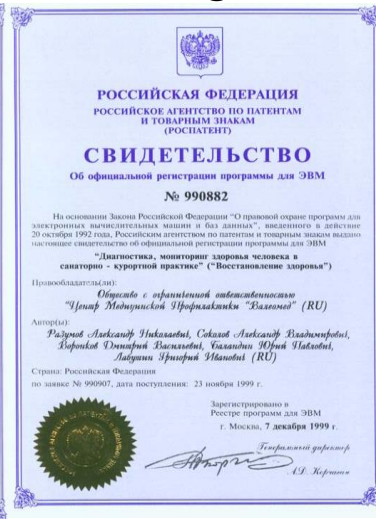 РОССИЙСКАЯ ФЕДЕРАЦИЯ
РОССИЙСКОЕ АГЕНТСТВО ПО ПАТЕНТАМ
И ТОВАРНЫМ ЗНАКАМ
(РОСПАТЕНТ)
СВИДЕТЕЛЬСТВО
Об официальной регистрации программы для ЭВМ
№ 990882
На основании Закона Российской Федерации “О правовой охране программ для
электронных вычислительных машин и баз данных”, введенного в действие
20 октября 1992 года, Российским агентством по патентам и товарным знакам выдано
настоящее свидетельство об официальной регистрации программы для ЭВМ
“Диагностика, мониторинг здоровья человека в
санаторно - курортной практике” (“Восстановление здоровья”)
Правообладатель(ли):
Общество с ограниченной ответственностью
“Центр Медицинской Профилактики “Валеомед” (RU)
Автор(ы):
Разумов Александр Николаевич, Соколов Александр Владимирович,
Воронков Дмитрий Васильевич, Баландин Юрий Павлович,
Лабушин Григорий Иванович (RU)
Страна: Российская Федерация
по заявке № 990907, дата поступления: 23 ноября 1999 г.
Зарегистрировано в
Реестре программ для ЭВМ
г. Москва, 7 декабря 1999 г.
Генеральный директор
А.Д. Корчагин